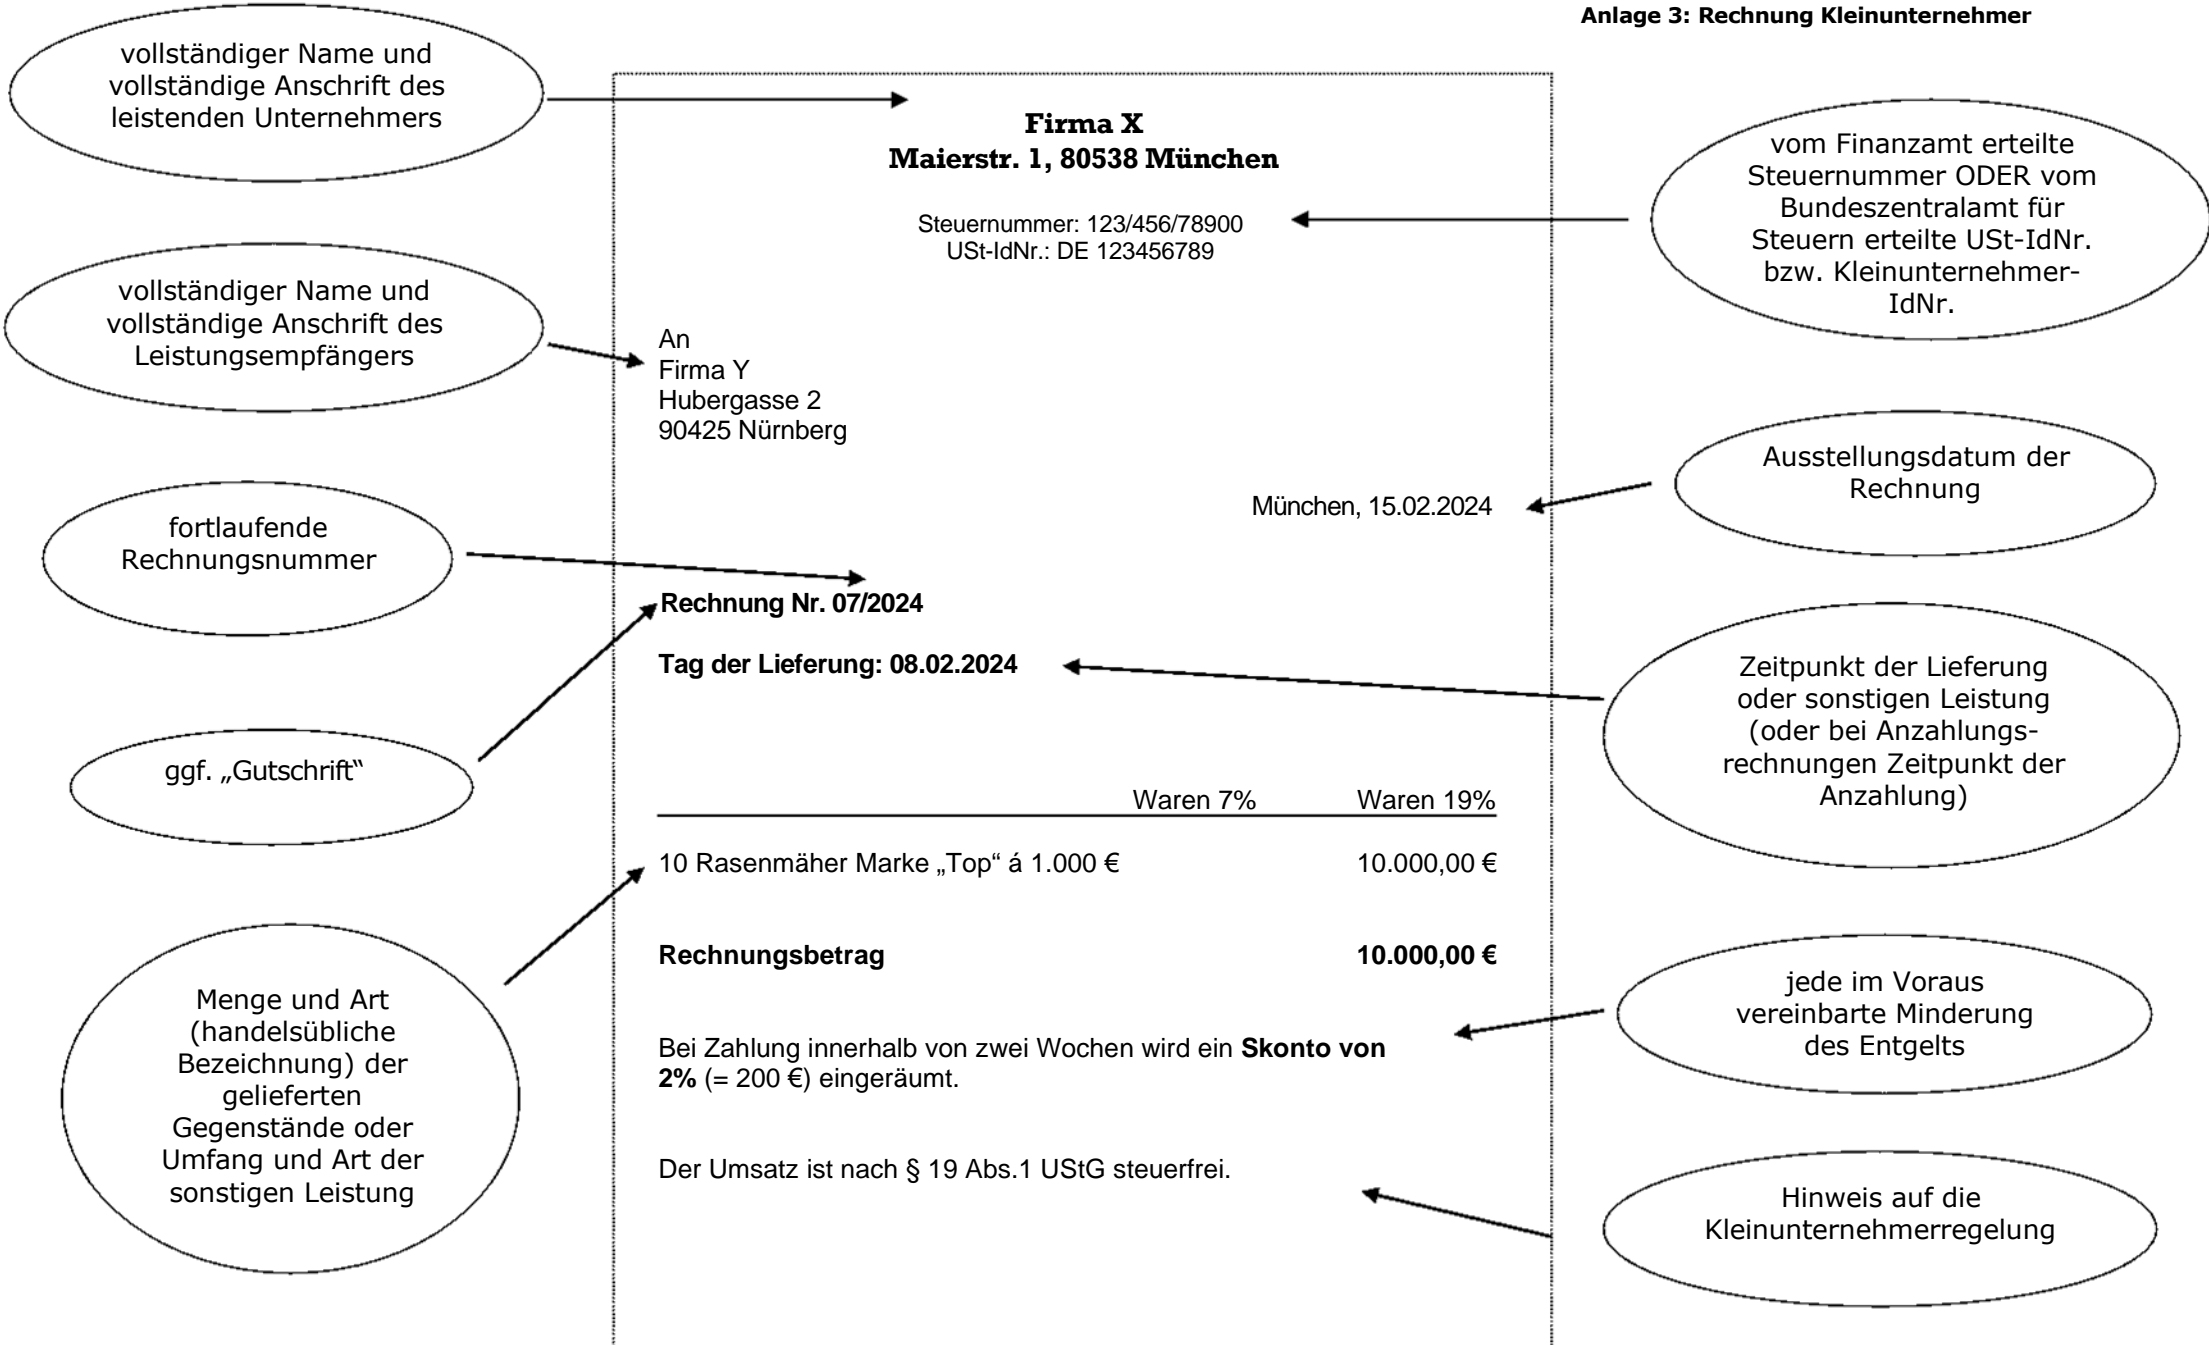 Anlage 3: Rechnung Kleinunternehmer
vollständiger Name und
vollständige Anschrift des
leistenden Unternehmers
Firma X
Maierstr. 1, 80538 München
Steuernummer: 123/456/78900
USt-IdNr.: DE 123456789
vom Finanzamt erteilte
Steuernummer ODER vom
Bundeszentralamt für
Steuern erteilte USt-IdNr.
bzw. Kleinunternehmer-
IdNr.
vollständiger Name und
vollständige Anschrift des
Leistungsempfängers
An
Firma Y
Hubergasse 2
90425 Nürnberg
Ausstellungsdatum der
Rechnung
München, 15.02.2024
fortlaufende
Rechnungsnummer
Rechnung Nr. 07/2024
Tag der Lieferung: 08.02.2024
Zeitpunkt der Lieferung
oder sonstigen Leistung
(oder bei Anzahlungs-
rechnungen Zeitpunkt der
Anzahlung)
ggf. „Gutschrift“
Waren 7% Waren 19%
10 Rasenmäher Marke „Top“ á 1.000 € 10.000,00 €
Rechnungsbetrag 10.000,00 €
Menge und Art
(handelsübliche
Bezeichnung) der
gelieferten
Gegenstände oder
Umfang und Art der
sonstigen Leistung
jede im Voraus
vereinbarte Minderung
des Entgelts
Bei Zahlung innerhalb von zwei Wochen wird ein Skonto von
2% (= 200 €) eingeräumt.
Der Umsatz ist nach § 19 Abs.1 UStG steuerfrei.
Hinweis auf die
Kleinunternehmerregelung